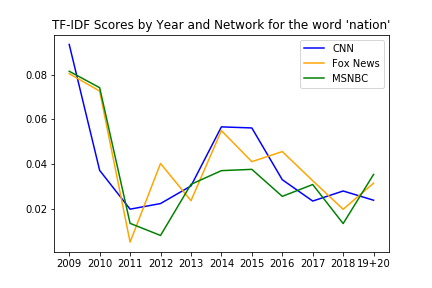 TF-IDF Scores by Year and Network for the word 'nation'
CNN
Fox News
MSNBC
0.08
0.06
0.04
0.02
2009 2010 2011 2012 2013 2014 2015 2016 2017 2018 19+20